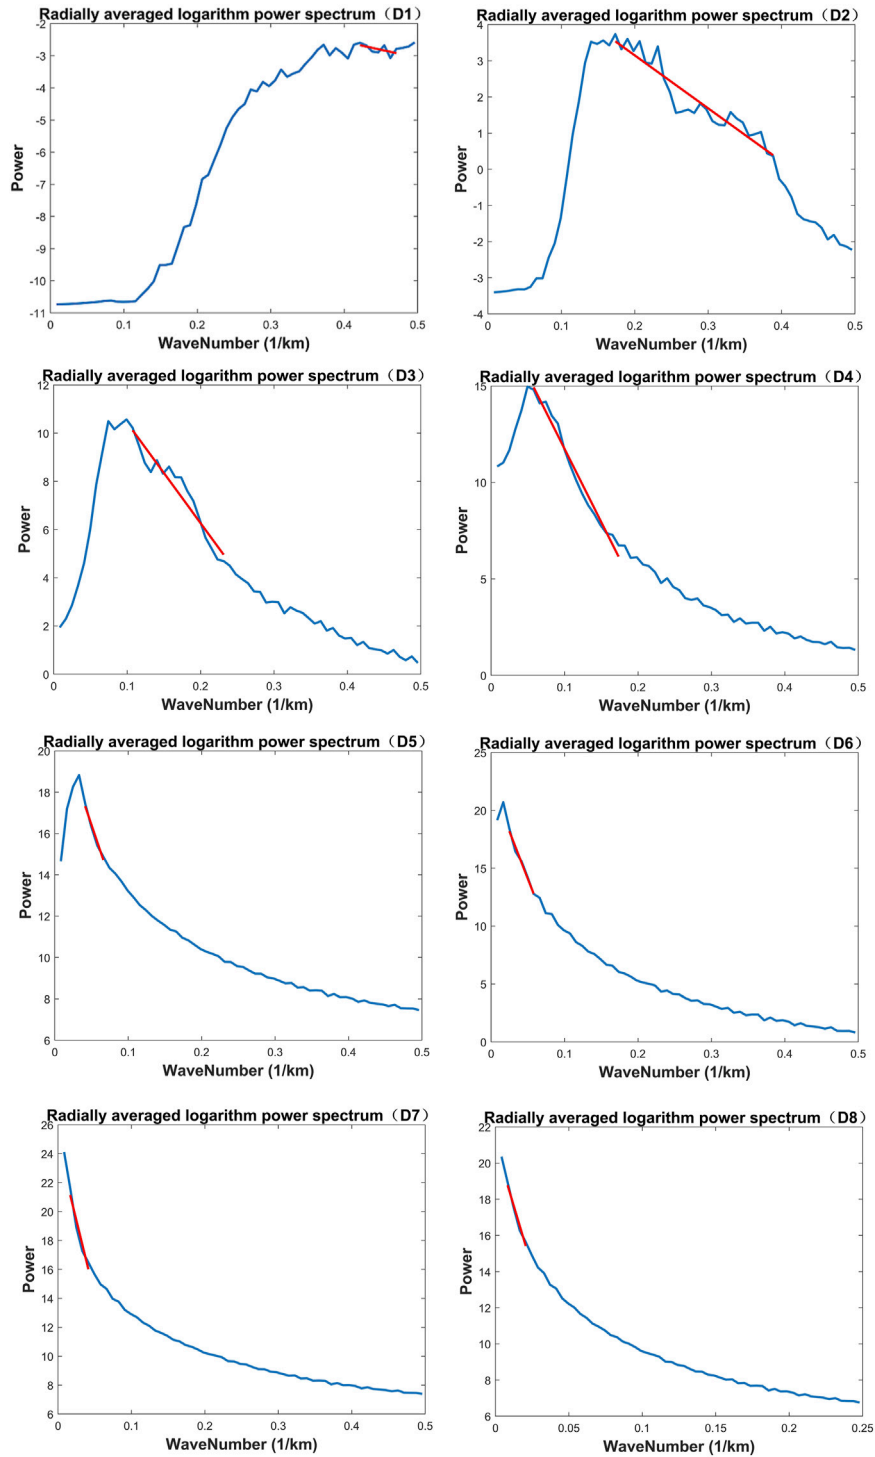 Radially averaged logarithm power spectrum（D1）
-2
-3
-4
-5
-6
-7
-8
-9
-10
-11
Power
0 0.1 0.2 0.3 0.4 0.5
WaveNumber (1/km)
Radially averaged logarithm power spectrum（D2）
4
3
2
1
0
-1
-2
-3
-4
Power
0 0.1 0.2 0.3 0.4 0.5
WaveNumber (1/km)
Radially averaged logarithm power spectrum（D3）
12
10
8
6
4
2
0
Power
0 0.1 0.2 0.3 0.4 0.5
WaveNumber (1/km)
Radially averaged logarithm power spectrum（D4）
15
10
5
0
Power
0 0.1 0.2 0.3 0.4 0.5
WaveNumber (1/km)
Radially averaged logarithm power spectrum（D5）
20
18
16
14
12
10
8
6
Power
0 0.1 0.2 0.3 0.4 0.5
WaveNumber (1/km)
Radially averaged logarithm power spectrum（D6）
25
20
15
10
5
0
Power
0 0.1 0.2 0.3 0.4 0.5
WaveNumber (1/km)
Radially averaged logarithm power spectrum（D7）
26
24
22
20
18
16
14
12
10
8
6
Power
0 0.1 0.2 0.3 0.4 0.5
WaveNumber (1/km)
Radially averaged logarithm power spectrum（D8）
22
20
18
16
14
12
10
8
6
Power
0 0.05 0.1 0.15 0.2 0.25
WaveNumber (1/km)